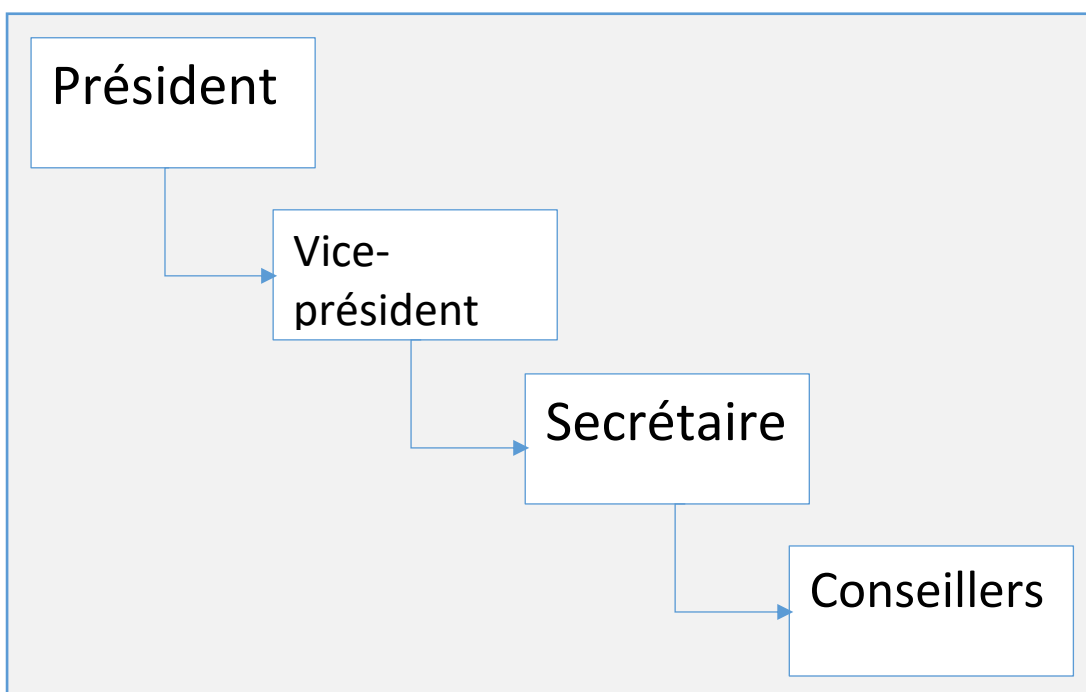 Président
Vice-
président
Secrétaire
Conseillers